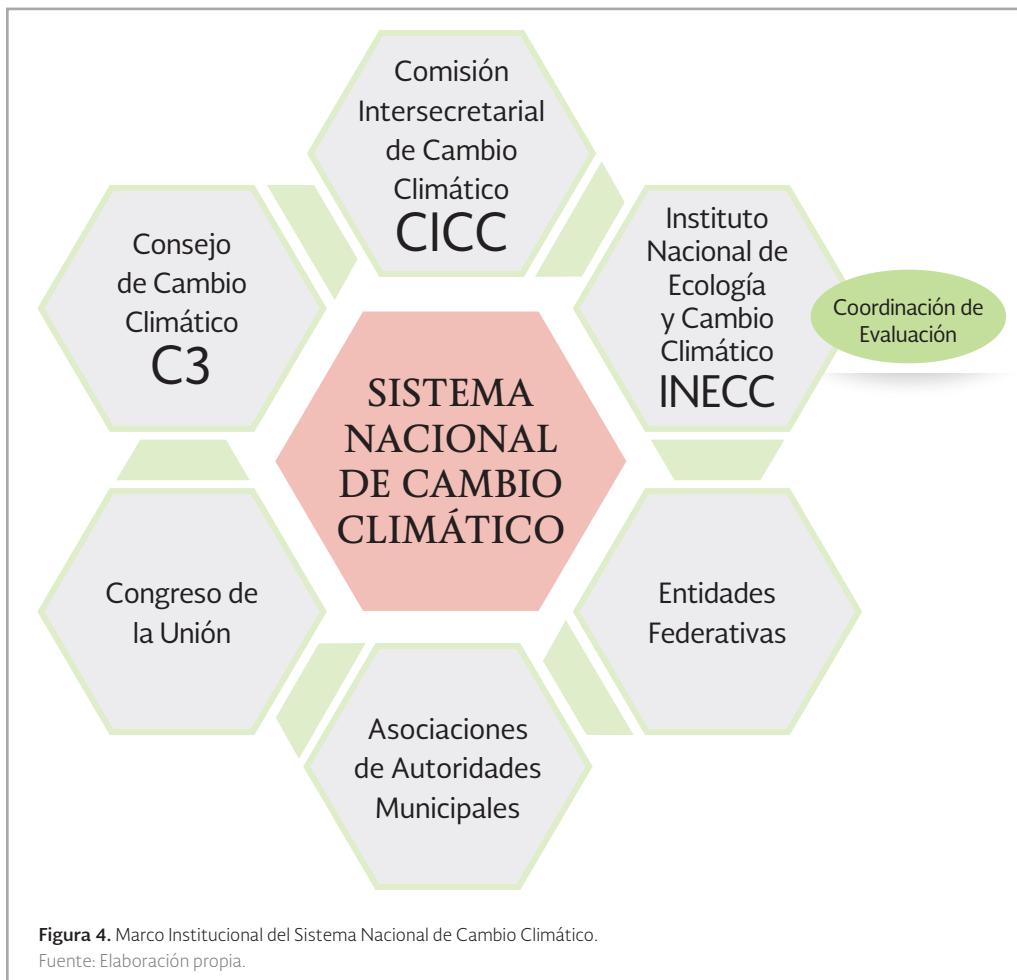 Comisión
Intersecretarial
de Cambio
Climático
CICC
Consejo
de Cambio
Climático
C3
Instituto
Nacional de
Ecología
y Cambio
Climático
INECC
Coordinación de
Evaluación
SISTEMA
NACIONAL
DE CAMBIO
CLIMÁTICO
Congreso de
la Unión
Entidades
Federativas
Asociaciones
de Autoridades
Municipales
Figura 4. Marco Institucional del Sistema Nacional de Cambio Climático.
Fuente: Elaboración propia.